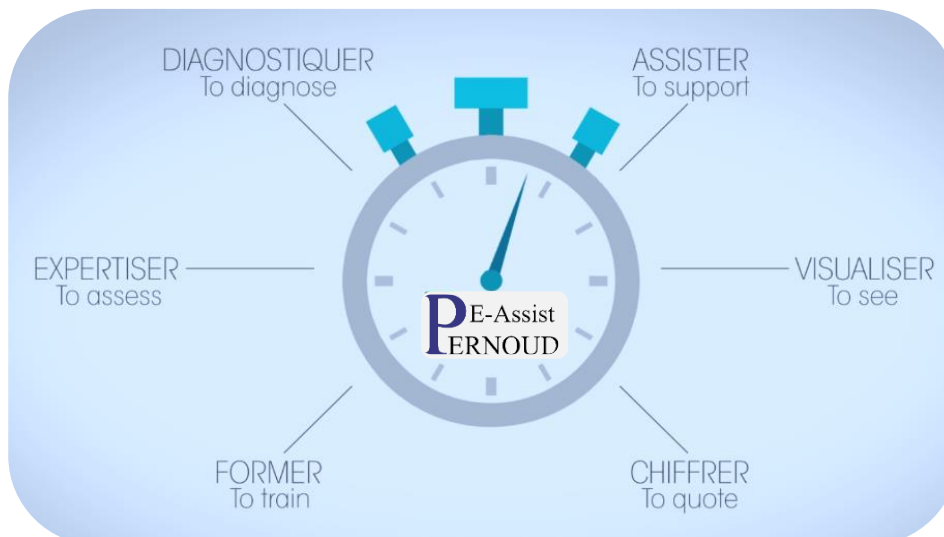 DIAGNOSTIQUER
To diagnose
ASSISTER
To support
EXPERTISER
To assess
VISUALISER
To see
E-Assist
PERNOUD
FORMER
To train
CHIFFRER
To quote